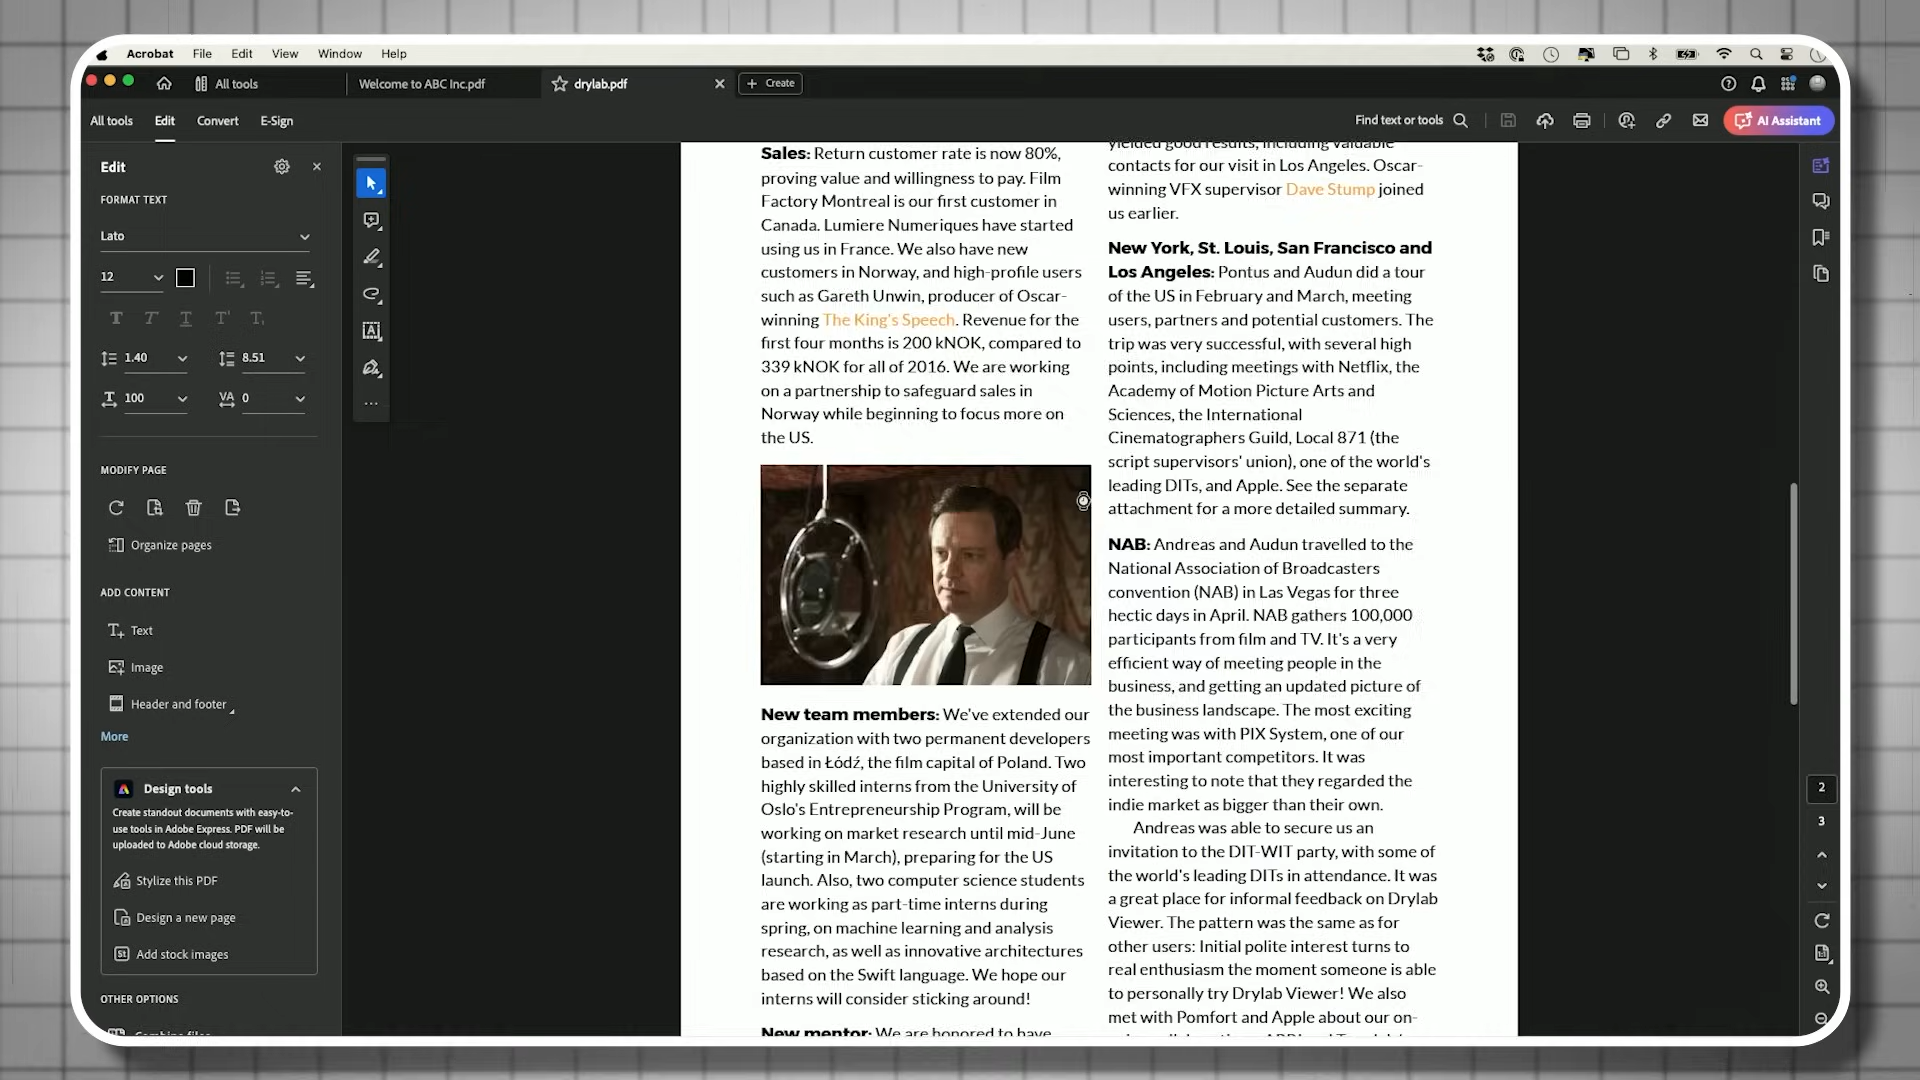 Acrobat File Edit View Window Help
All tools
Welcome to ABC Inc.pdf
drylab.pdf
Create
All tools Edit Convert E-Sign
Find text or tools
AI Assistant
Edit
FORMAT TEXT
Lato
12
1.40
8.51
100
VA 0
MODIFY PAGE
Organize pages
ADD CONTENT
Text
Image
Header and footer
More
Design tools
Create standout documents with easy-to-
use tools in Adobe Express. PDF will be
uploaded to Adobe cloud storage.
Stylize this PDF
Design a new page
St Add stock images
OTHER OPTIONS
Combine files
Sales: Return customer rate is now 80%,
proving value and willingness to pay. Film
Factory Montreal is our first customer in
Canada. Lumiere Numeriques have started
using us in France. We also have new
customers in Norway, and high-profile users
such as Gareth Unwin, producer of Oscar-
winning The King's Speech. Revenue for the
first four months is 200 kNOK, compared to
339 kNOK for all of 2016. We are working
on a partnership to safeguard sales in
Norway while beginning to focus more on
the US.
New team members: We've extended our
organization with two permanent developers
based in Łódź, the film capital of Poland. Two
highly skilled interns from the University of
Oslo's Entrepreneurship Program, will be
working on market research until mid-June
(starting in March), preparing for the US
launch. Also, two computer science students
are working as part-time interns during
spring, on machine learning and analysis
research, as well as innovative architectures
based on the Swift language. We hope our
interns will consider sticking around!
New mentor: We are honored to have
yielded good results, including valuable
contacts for our visit in Los Angeles. Oscar-
winning VFX supervisor Dave Stump joined
us earlier.
New York, St. Louis, San Francisco and
Los Angeles: Pontus and Audun did a tour
of the US in February and March, meeting
users, partners and potential customers. The
trip was very successful, with several high
points, including meetings with Netflix, the
Academy of Motion Picture Arts and
Sciences, the International
Cinematographers Guild, Local 871 (the
script supervisors' union), one of the world's
leading DITs, and Apple. See the separate
attachment for a more detailed summary.
NAB: Andreas and Audun travelled to the
National Association of Broadcasters
convention (NAB) in Las Vegas for three
hectic days in April. NAB gathers 100,000
participants from film and TV. It's a very
efficient way of meeting people in the
business, and getting an updated picture of
the business landscape. The most exciting
meeting was with PIX System, one of our
most important competitors. It was
interesting to note that they regarded the
indie market as bigger than their own.
Andreas was able to secure us an
invitation to the DIT-WIT party, with some of
the world's leading DITs in attendance. It was
a great place for informal feedback on Drylab
Viewer. The pattern was the same as for
other users: Initial polite interest turns to
real enthusiasm the moment someone is able
to personally try Drylab Viewer! We also
met with Pomfort and Apple about our on-
2
3